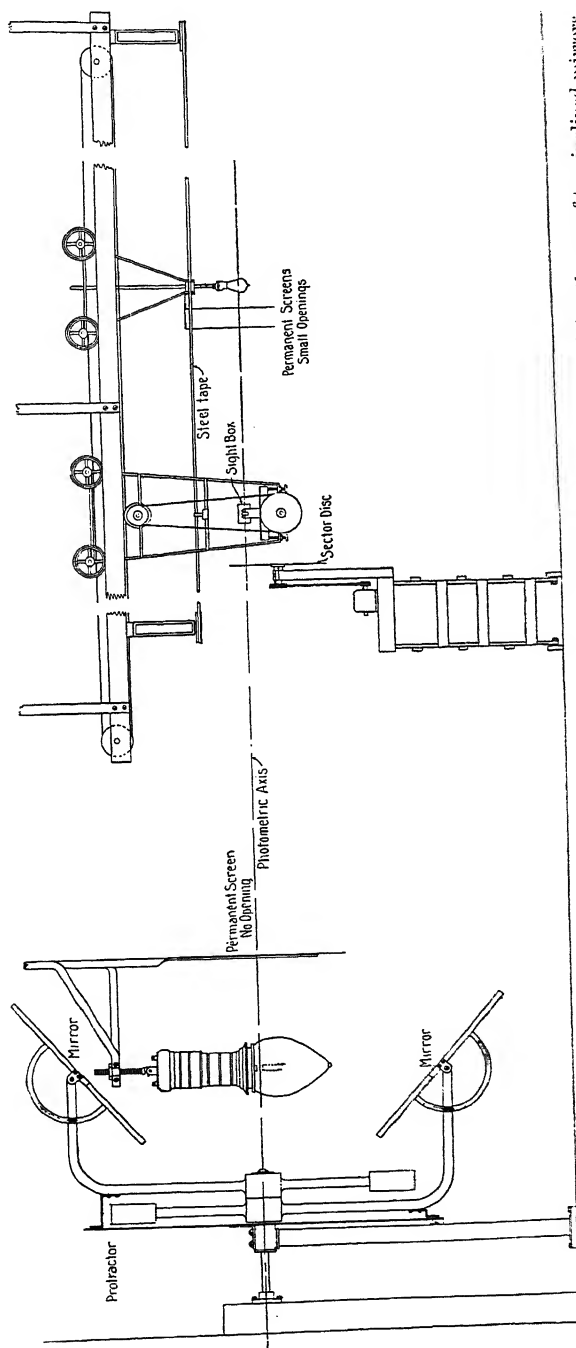 Protractor
Mirror
Mirror
Permanent Screen
No Opening
Photometric Axis
Steel tape
Sight Box
Sector Disc
Permanent Screens
Small Openings